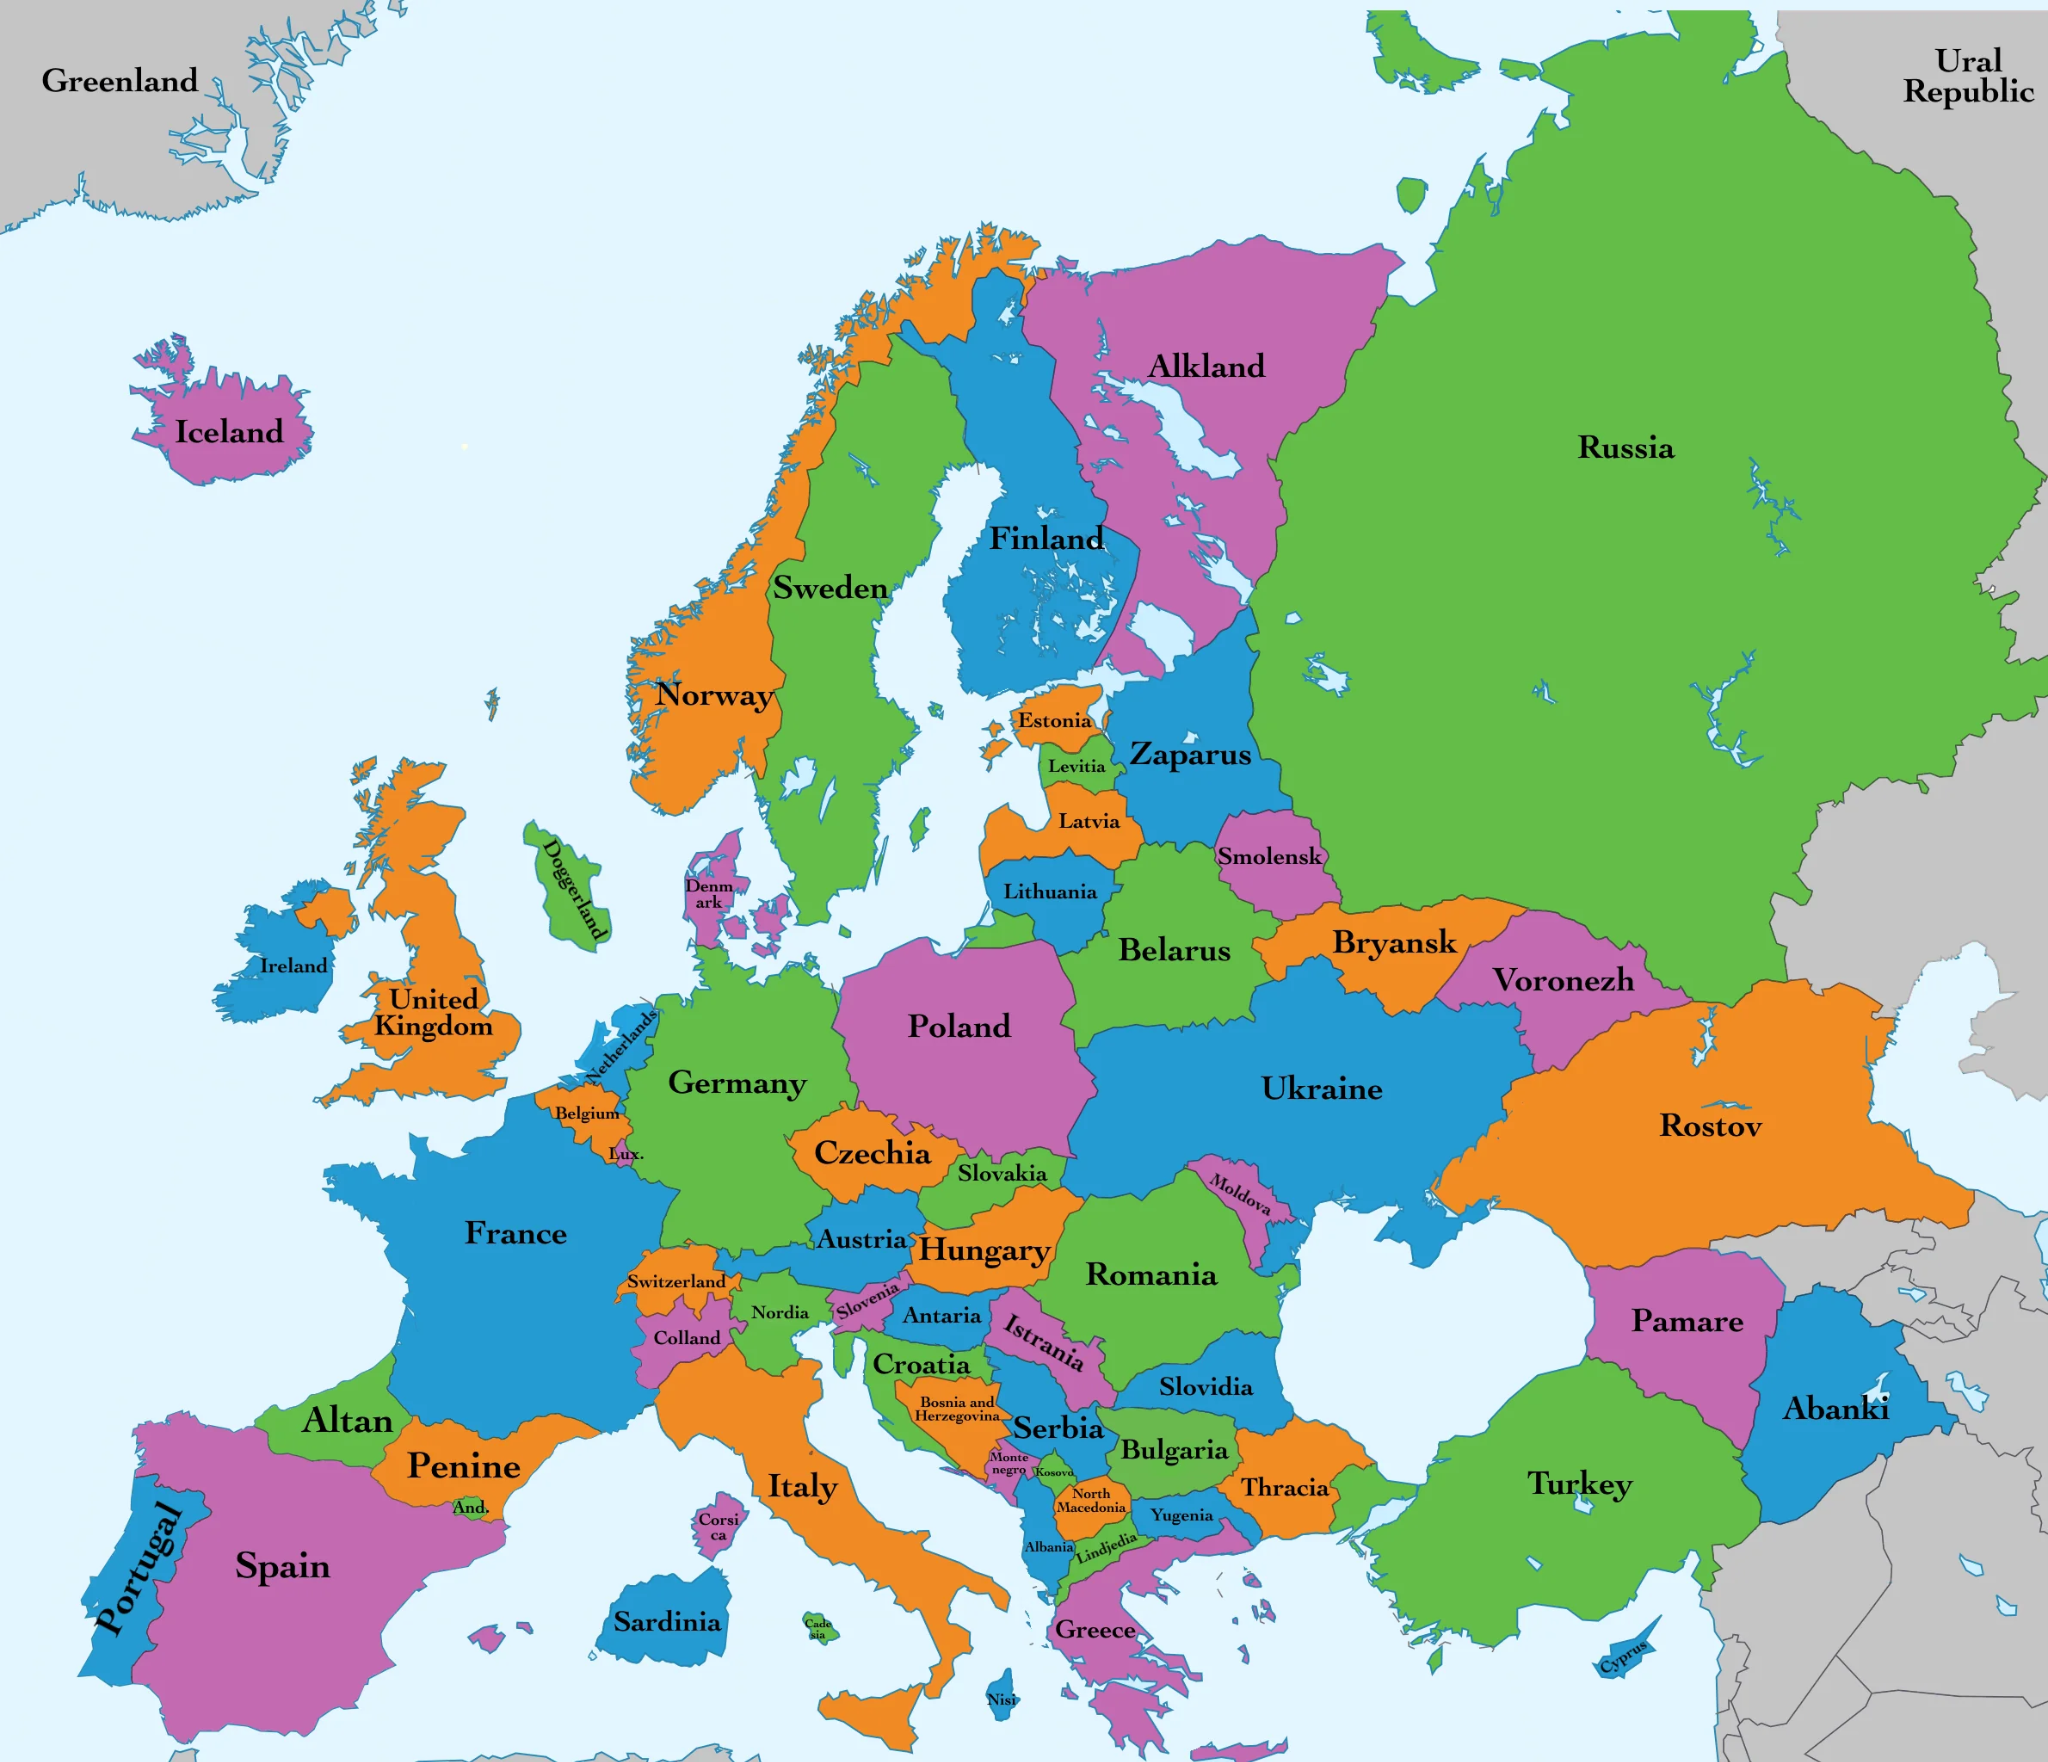 Greenland
Ural
Republic
Iceland
Alkland
Russia
Finland
Sweden
Norway
Estonia
Zaparus
Levitia
Latvia
Smolensk
Doggerland
Denm
ark
Lithuania
Bryansk
Belarus
Ireland
Voronezh
United
Kingdom
Poland
Netherlands
Germany
Ukraine
Belgium
Rostov
Lux.
Czechia
Slovakia
Moldova
France
Austria
Hungary
Romania
Switzerland
Slovenia
Nordia
Antaria
Istrania
Pamare
Colland
Croatia
Slovidia
Abanki
Bosnia and
Herzegovina
Altan
Serbia
Bulgaria
Penine
Monte
negro
Kosovo
Italy
Thracia
Turkey
And.
North
Macedonia
Yugenia
Corsi
ca
Portugal
Spain
Albania
Lindjedia
Sardinia
Cade
sia
Greece
Cyprus
Nisi